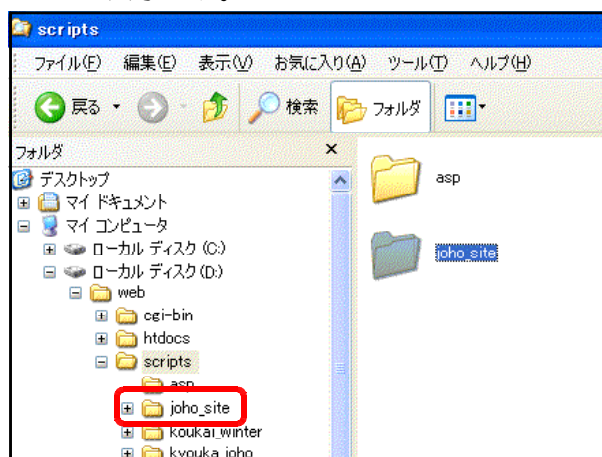 scripts
ファイル(F) 編集(E) 表示(V) お気に入り(A) ツール(T) ヘルプ(H)
戻る 検索 フォルダ
フォルダ ×
デスクトップ
マイ ドキュメント
マイ コンピュータ
ローカル ディスク (C:)
ローカル ディスク (D:)
web
cgi-bin
htdocs
scripts
asp
joho_site
koukai_winter
kyouka_joho
asp
joho_site